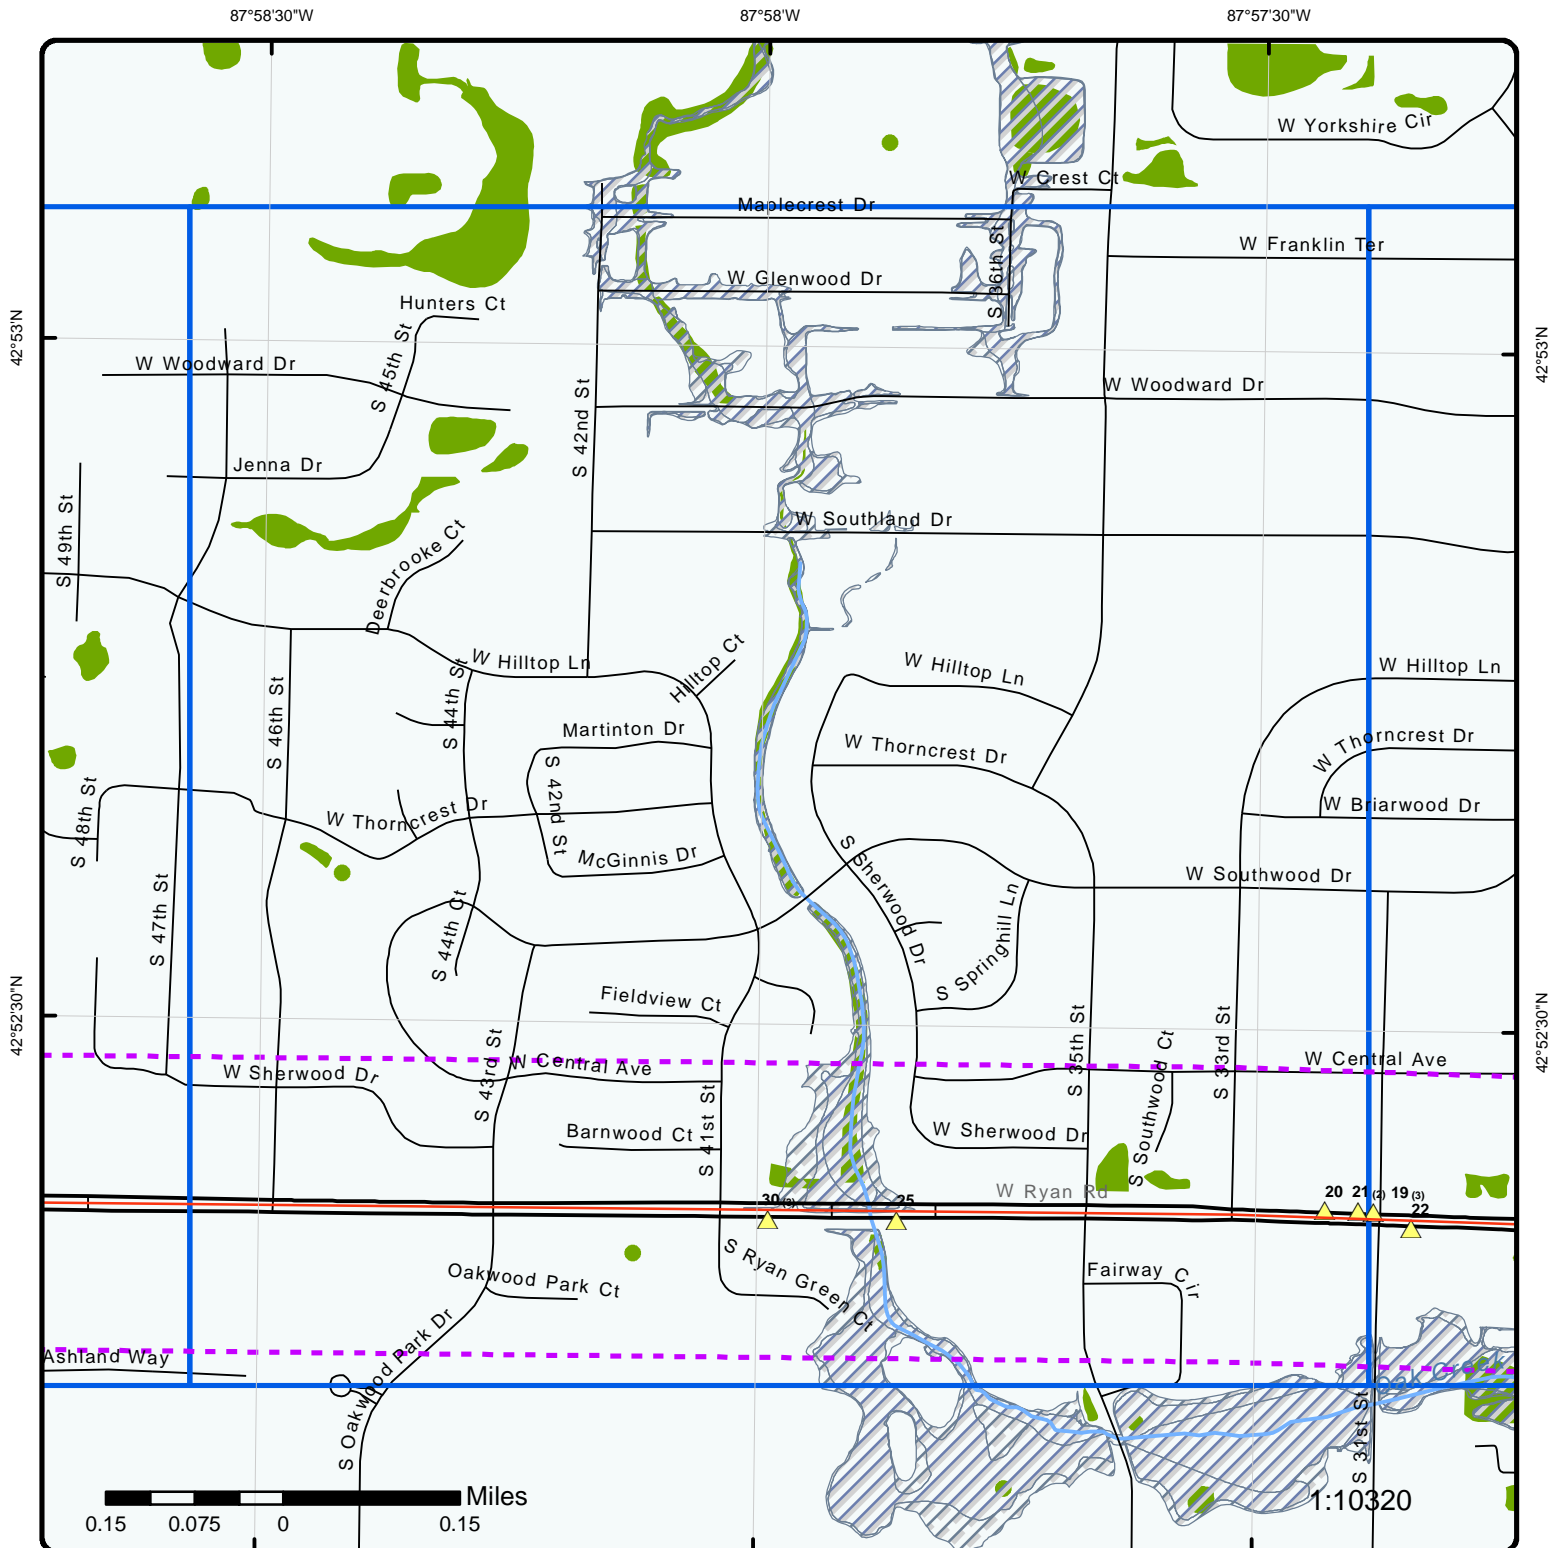 87°58'30"W
87°58'W
87°57'30"W
W Yorkshire Cir
W Crest Ct
Maplecrest Dr
W Franklin Ter
S 36th St
W Glenwood Dr
Hunters Ct
42°53'N
42°53'N
S 45th St
W Woodward Dr
W Woodward Dr
S 42nd St
Jenna Dr
S 49th St
W Southland Dr
Deerbrooke Ct
W Hilltop Ln
Hilltop Ct
W Hilltop Ln
W Hilltop Ln
S 44th St
S 46th St
Martinton Dr
W Thorncrest Dr
W Thorncrest Dr
S 42nd St
W Briarwood Dr
W Thorncrest Dr
S 48th St
McGinnis Dr
S Sherwood Dr
W Southwood Dr
S 47th St
S 44th Ct
S Springhill Ln
Fieldview Ct
42°52'30"N
42°52'30"N
S 43rd St
W Central Ave
S 35th St
S Southwood Ct
S 33rd St
W Central Ave
W Sherwood Dr
S 41st St
Barnwood Ct
W Sherwood Dr
W Ryan Rd
30 (3)
25
20
21 (2)
19 (3)
22
S Ryan Green Ct
Oakwood Park Ct
Fairway Cir
S Oakwood Park Dr
Ashland Way
Oak Creek
S 31st St
Miles
0.15
0.075
0
0.15
1:10320